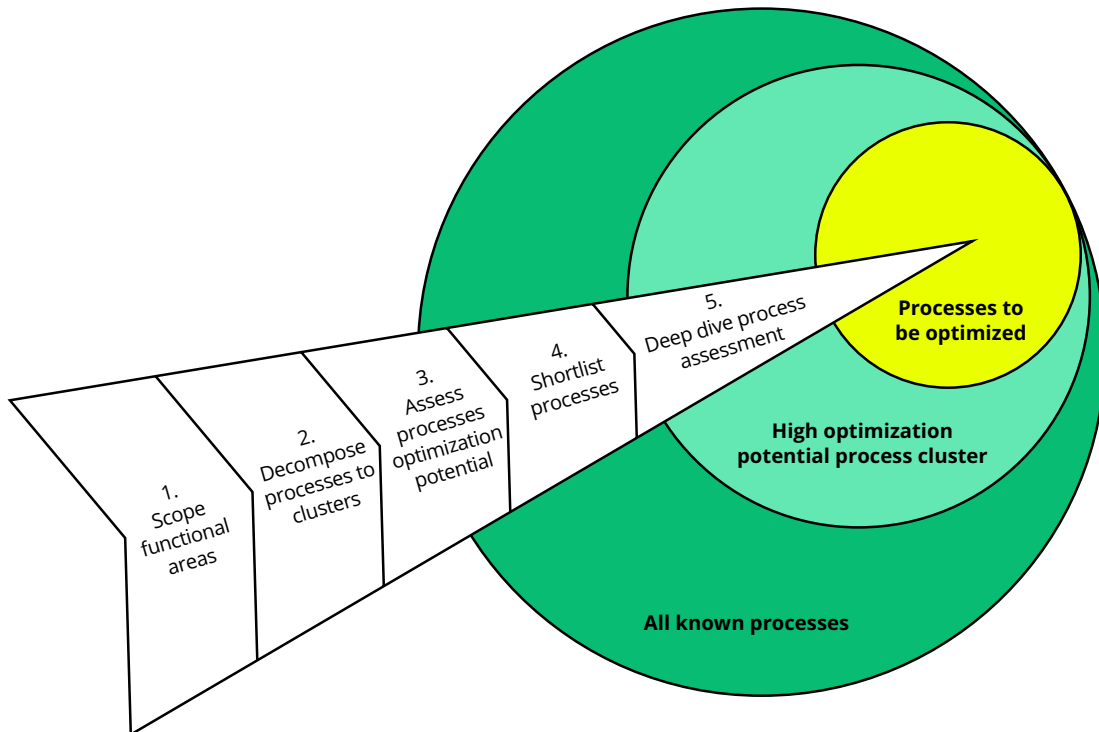 1.
Scope
functional
areas
2.
Decompose
processes to
clusters
3.
Assess
processes
optimization
potential
4.
Shortlist
processes
5.
Deep dive process
assessment
Processes to
be optimized
High optimization
potential process cluster
All known processes